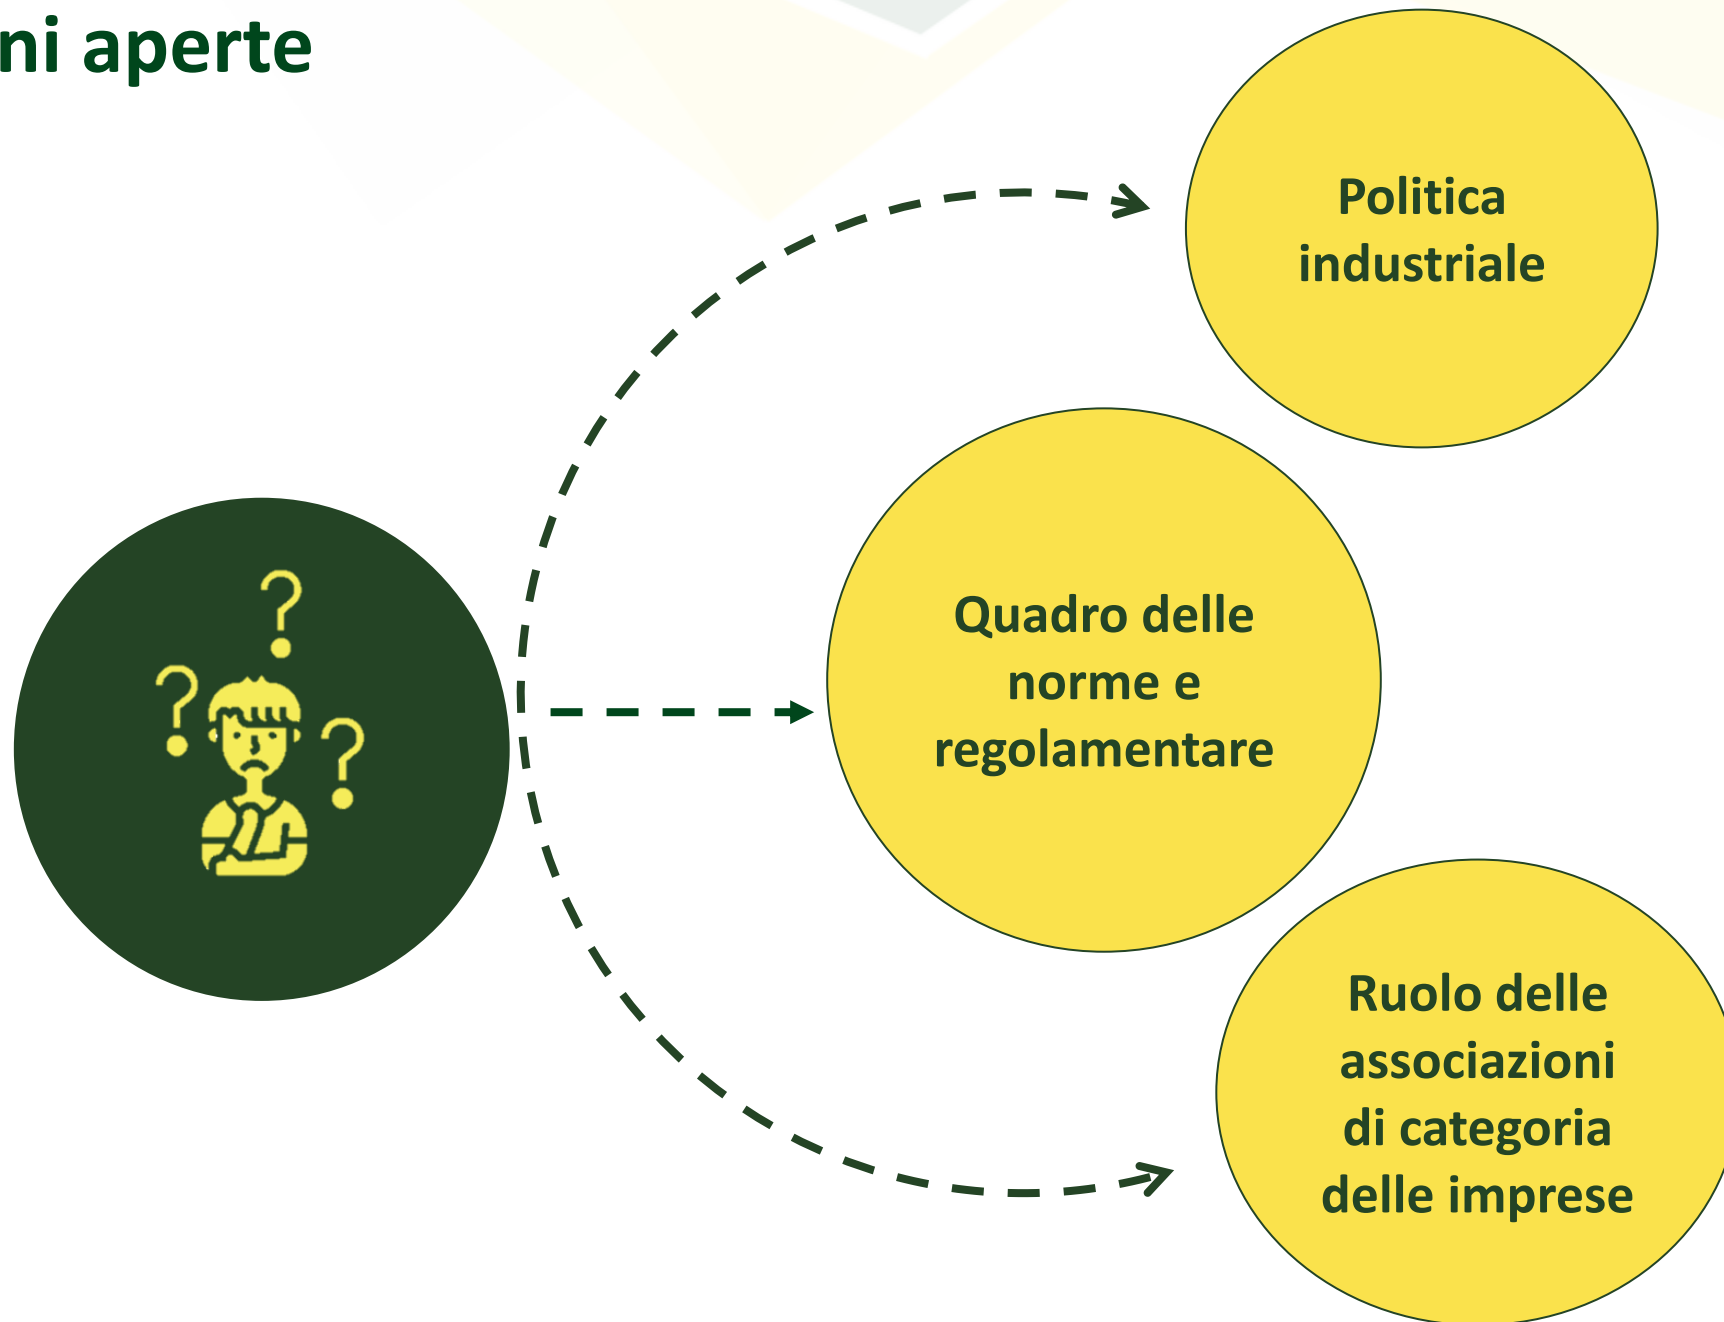 ni aperte
Politica
industriale
Quadro delle
norme e
regolamentare
Ruolo delle
associazioni
di categoria
delle imprese